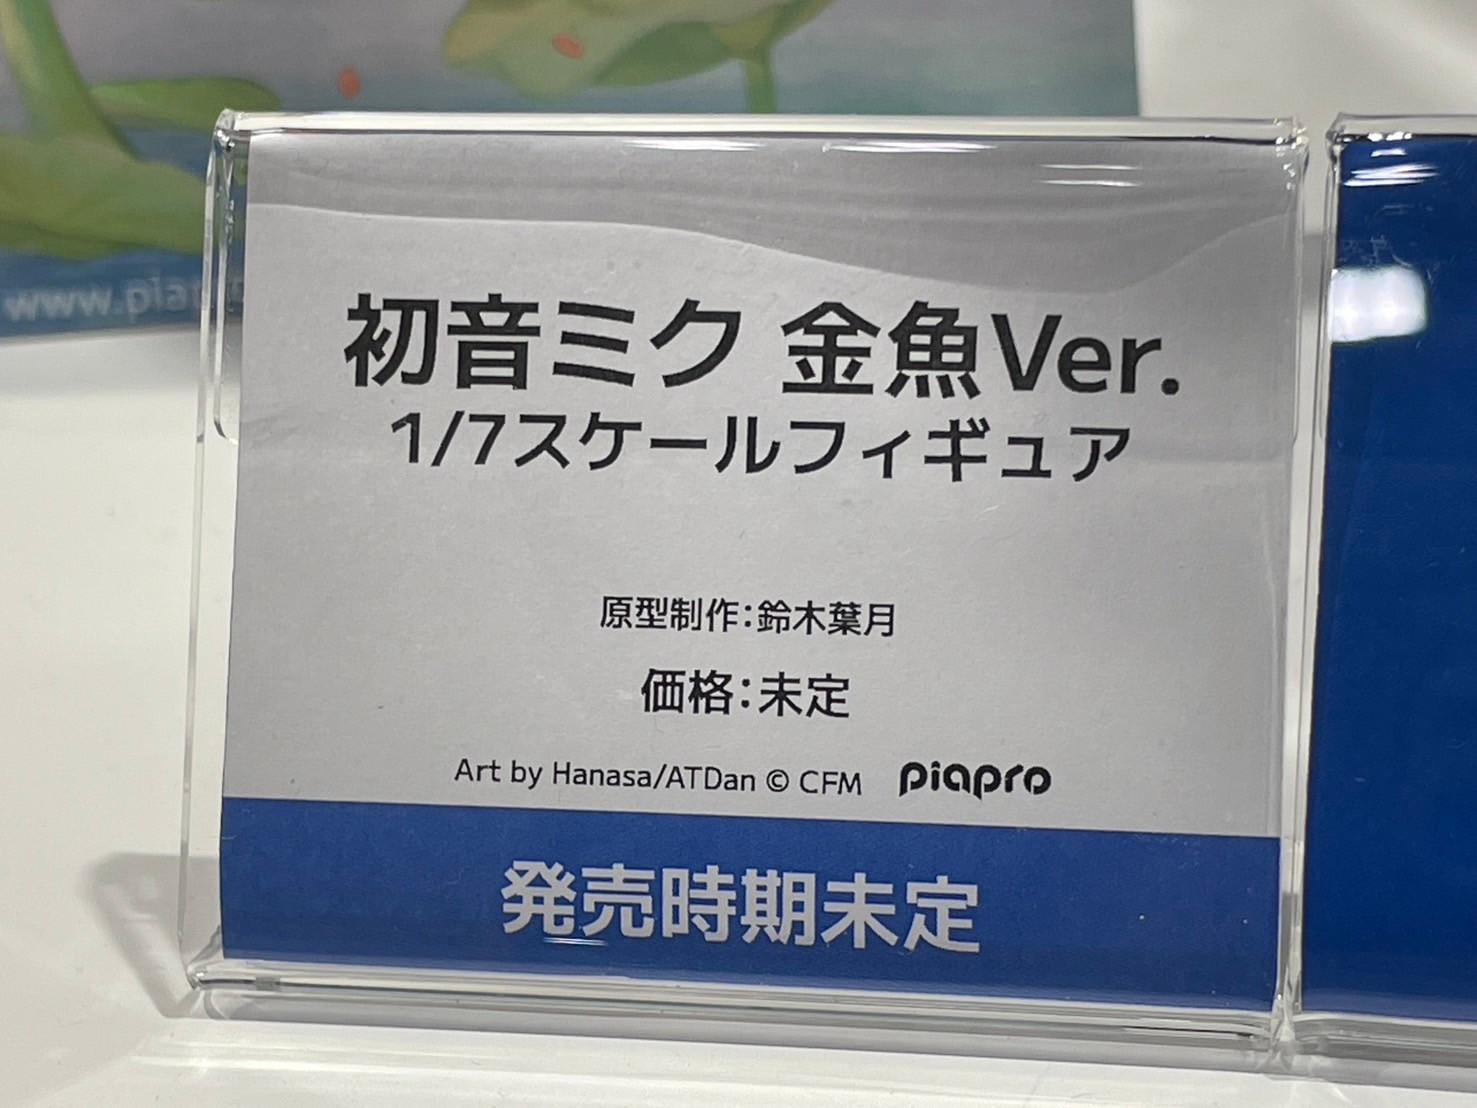 初音ミク 金魚Ver.
1/7スケールフィギュア
原型制作：鈴木葉月
価格：未定
Art by Hanasa/ATDan © CFM piapro
発売時期未定